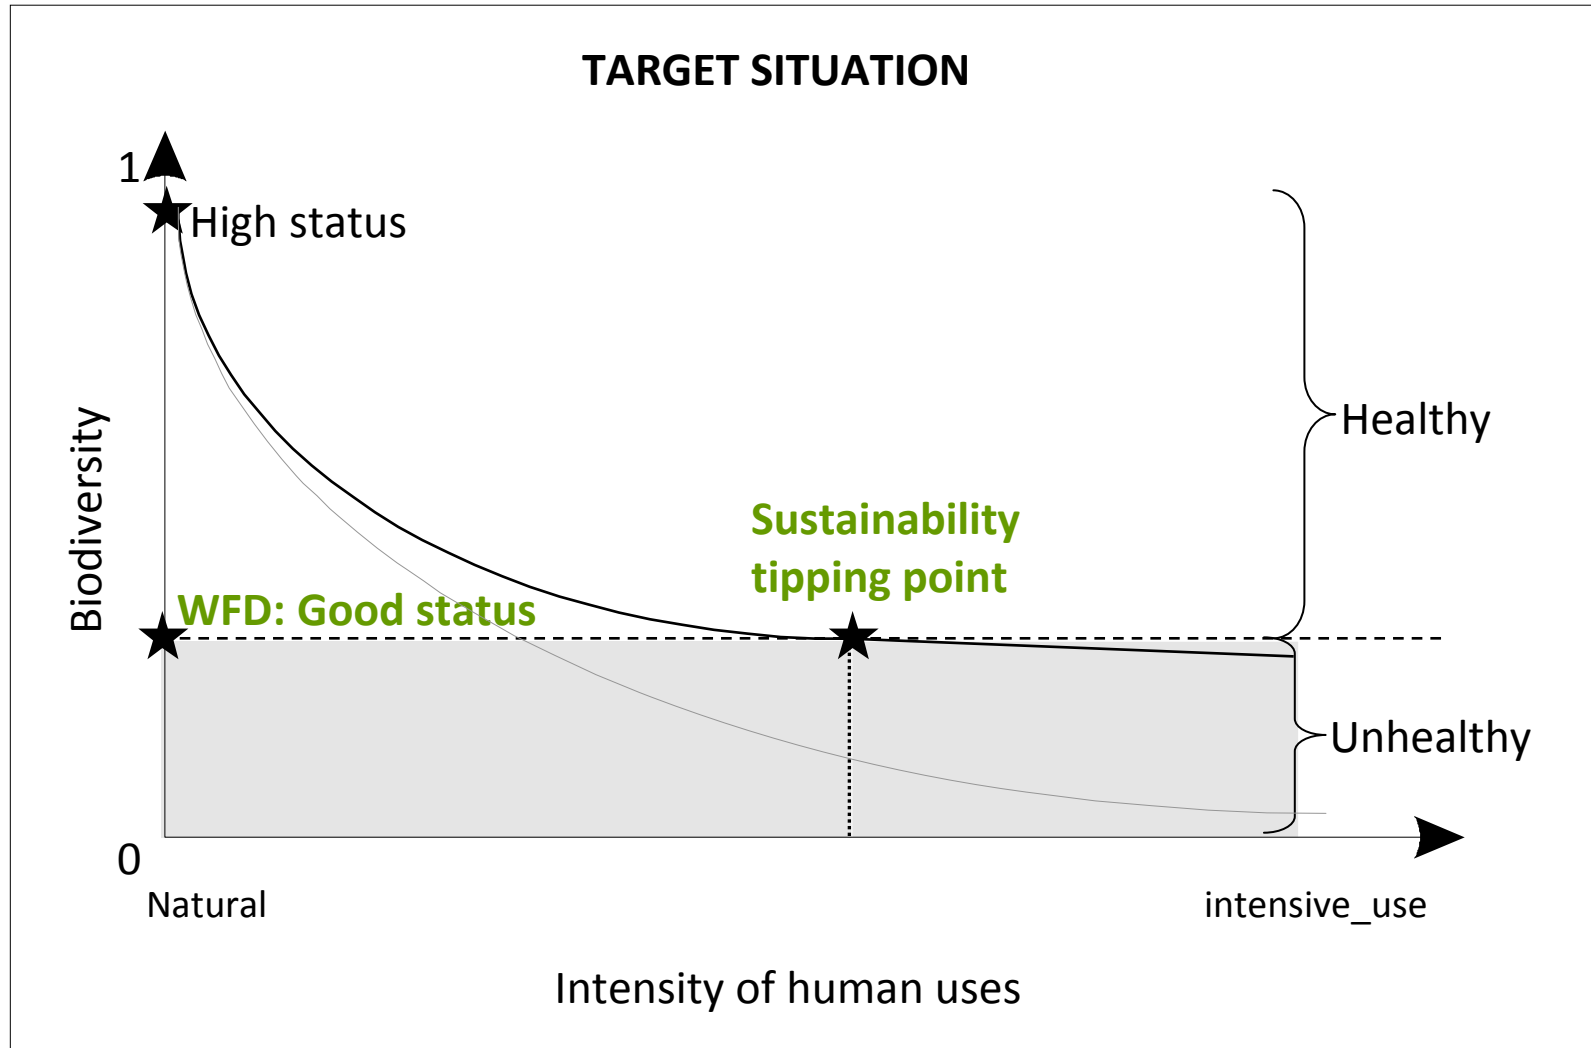 TARGET SITUATION
1
High status
Healthy
Biodiversity
Sustainability
tipping point
WFD: Good status
Unhealthy
0
Natural
intensive_use
Intensity of human uses